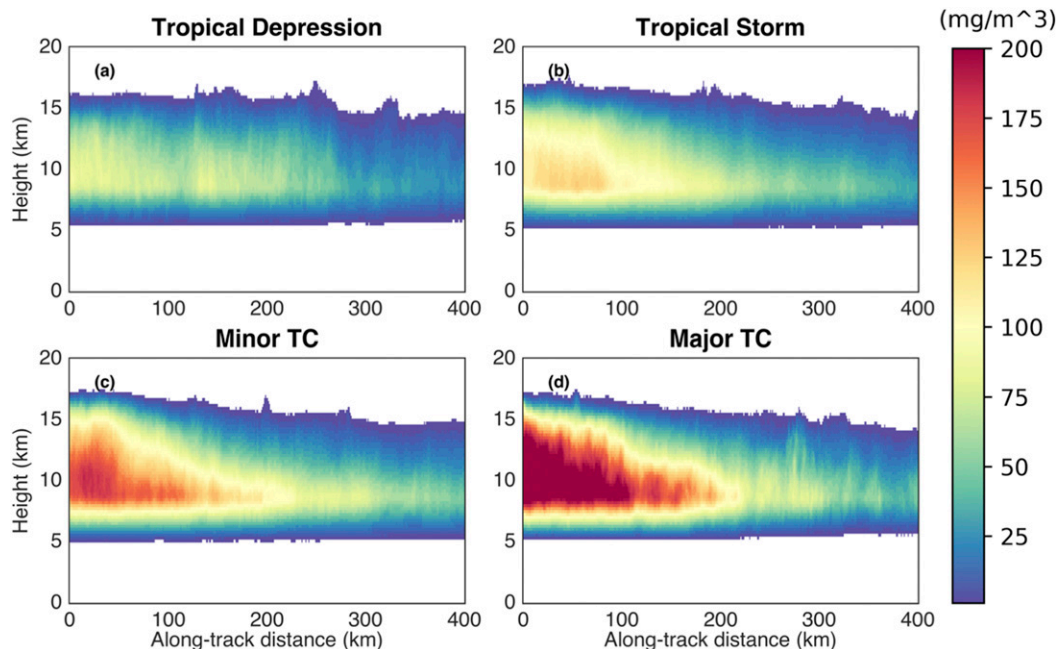 (mg/m^3)
Tropical Depression
Tropical Storm
(a)
(b)
Height (km)
20
15
10
5
0
0 100 200 300 400
20
15
10
5
0
0 100 200 300 400
Minor TC
Major TC
(c)
(d)
Height (km)
20
15
10
5
0
0 100 200 300 400
Along-track distance (km)
20
15
10
5
0
0 100 200 300 400
Along-track distance (km)
200
175
150
125
100
75
50
25